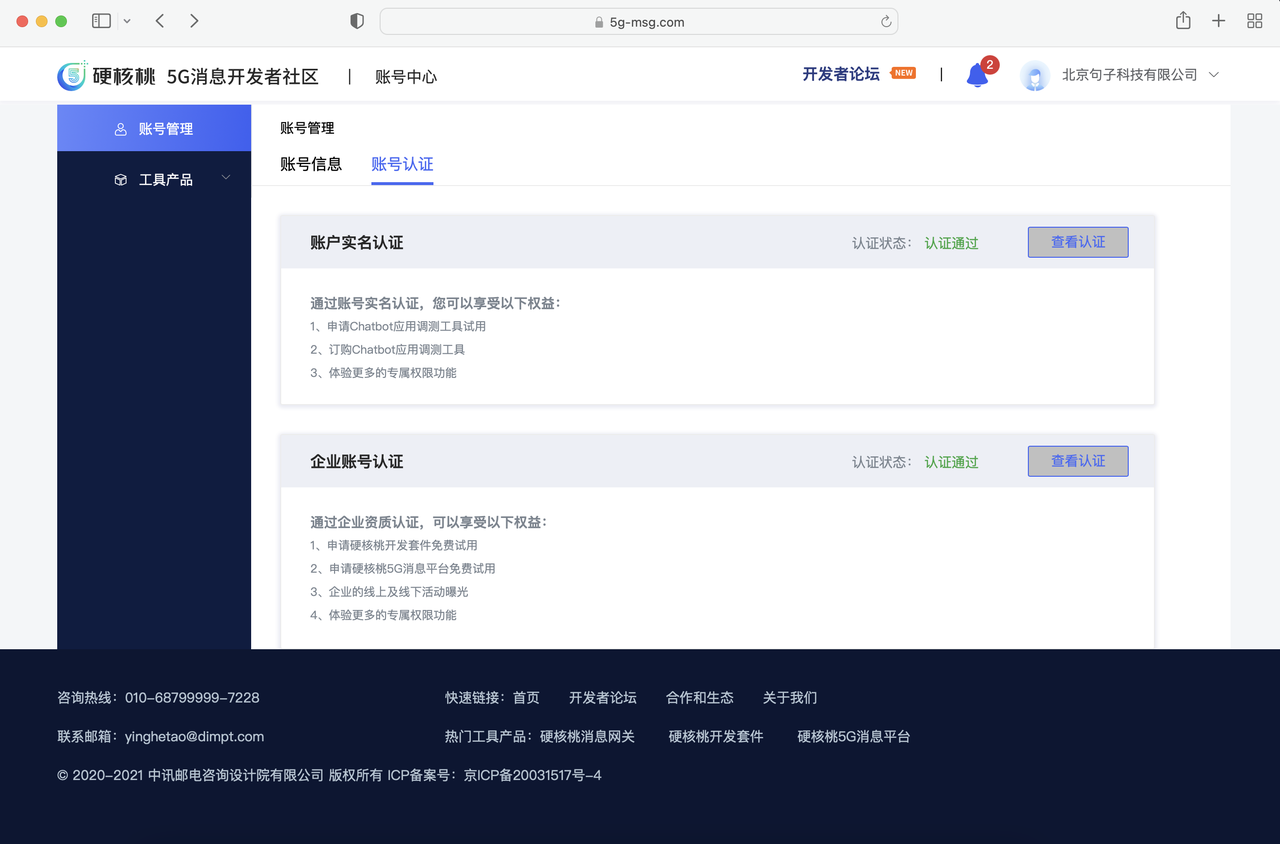 5g-msg.com
硬核桃 5G消息开发者社区 | 账号中心 开发者论坛 NEW | 2 北京句子科技有限公司
账号管理
工具产品
账号管理
账号信息 账号认证
账户实名认证 认证状态： 认证通过 查看认证
通过账号实名认证，您可以享受以下权益：
1、申请Chatbot应用调测工具试用
2、订购Chatbot应用调测工具
3、体验更多的专属权限功能
企业账号认证 认证状态： 认证通过 查看认证
通过企业资质认证，可以享受以下权益：
1、申请硬核桃开发套件免费试用
2、申请硬核桃5G消息平台免费试用
3、企业的线上及线下活动曝光
4、体验更多的专属权限功能
咨询热线：010-68799999-7228 快速链接：首页 开发者论坛 合作和生态 关于我们
联系邮箱：yinghetao@dimpt.com 热门工具产品：硬核桃消息网关 硬核桃开发套件 硬核桃5G消息平台
© 2020-2021 中讯邮电咨询设计院有限公司 版权所有 ICP备案号：京ICP备20031517号-4